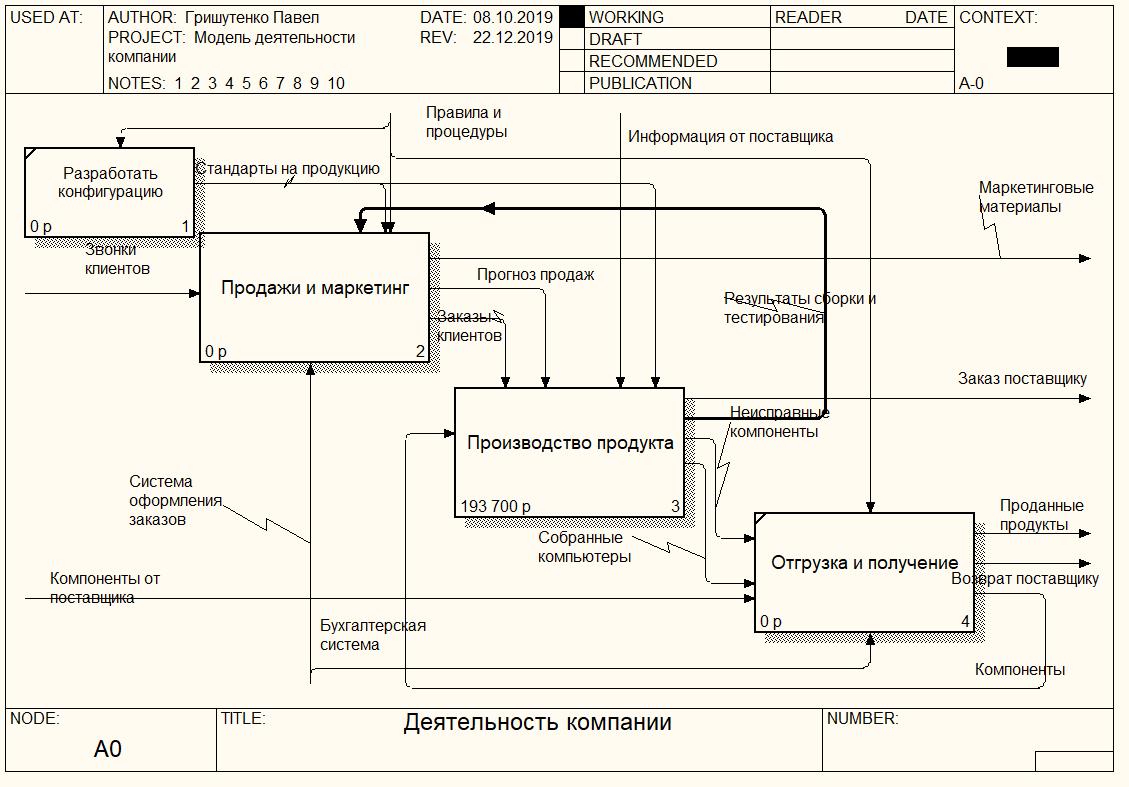 USED AT:
AUTHOR: Гришутенко Павел
DATE: 08.10.2019
PROJECT: Модель деятельности
компании
REV: 22.12.2019
NOTES: 1 2 3 4 5 6 7 8 9 10
WORKING
DRAFT
RECOMMENDED
PUBLICATION
READER
DATE
CONTEXT:
A-0
Правила и
процедуры
Информация от поставщика
Разработать
конфигурацию
0 р
1
Стандарты на продукцию
Маркетинговые
материалы
Звонки
клиентов
Продажи и маркетинг
0 р
2
Прогноз продаж
Заказы
клиентов
Результаты сборки и
тестирования
Заказ поставщику
Неисправные
компоненты
Производство продукта
193 700 р
3
Система
оформления
заказов
Собранные
компьютеры
Проданные
продукты
Отгрузка и получение
0 р
4
Возврат поставщику
Компоненты от
поставщика
Бухгалтерская
система
Компоненты
NODE:
A0
TITLE:
Деятельность компании
NUMBER: